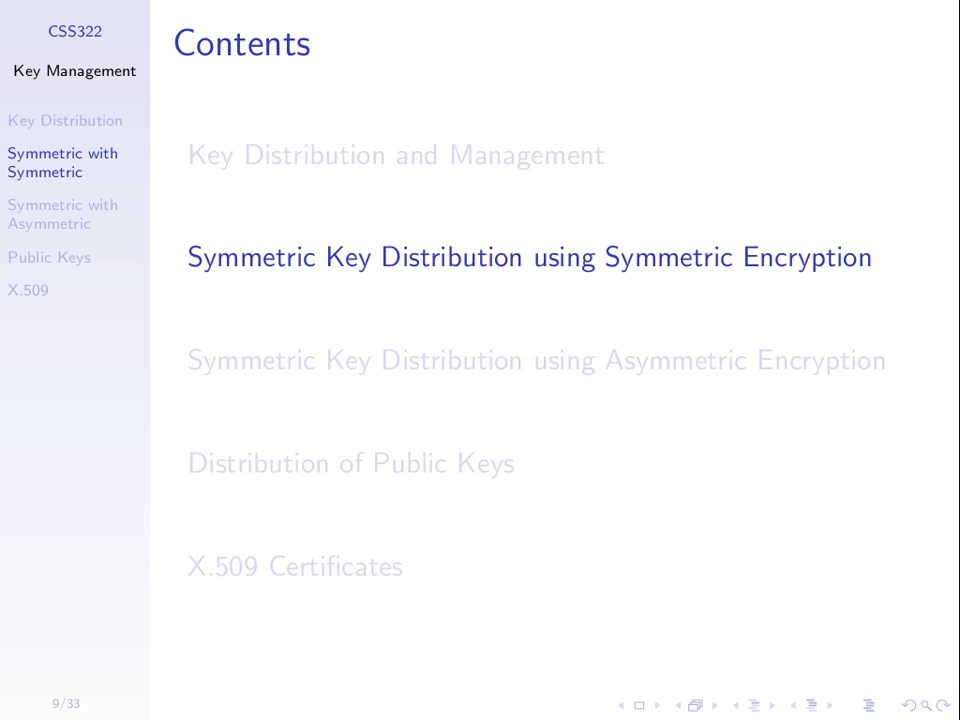 CSS322
Key Management
Key Distribution
Symmetric with
Symmetric
Symmetric with
Asymmetric
Public Keys
X.509
9/33
Contents
Key Distribution and Management
Symmetric Key Distribution using Symmetric Encryption
Symmetric Key Distribution using Asymmetric Encryption
Distribution of Public Keys
X.509 Certificates